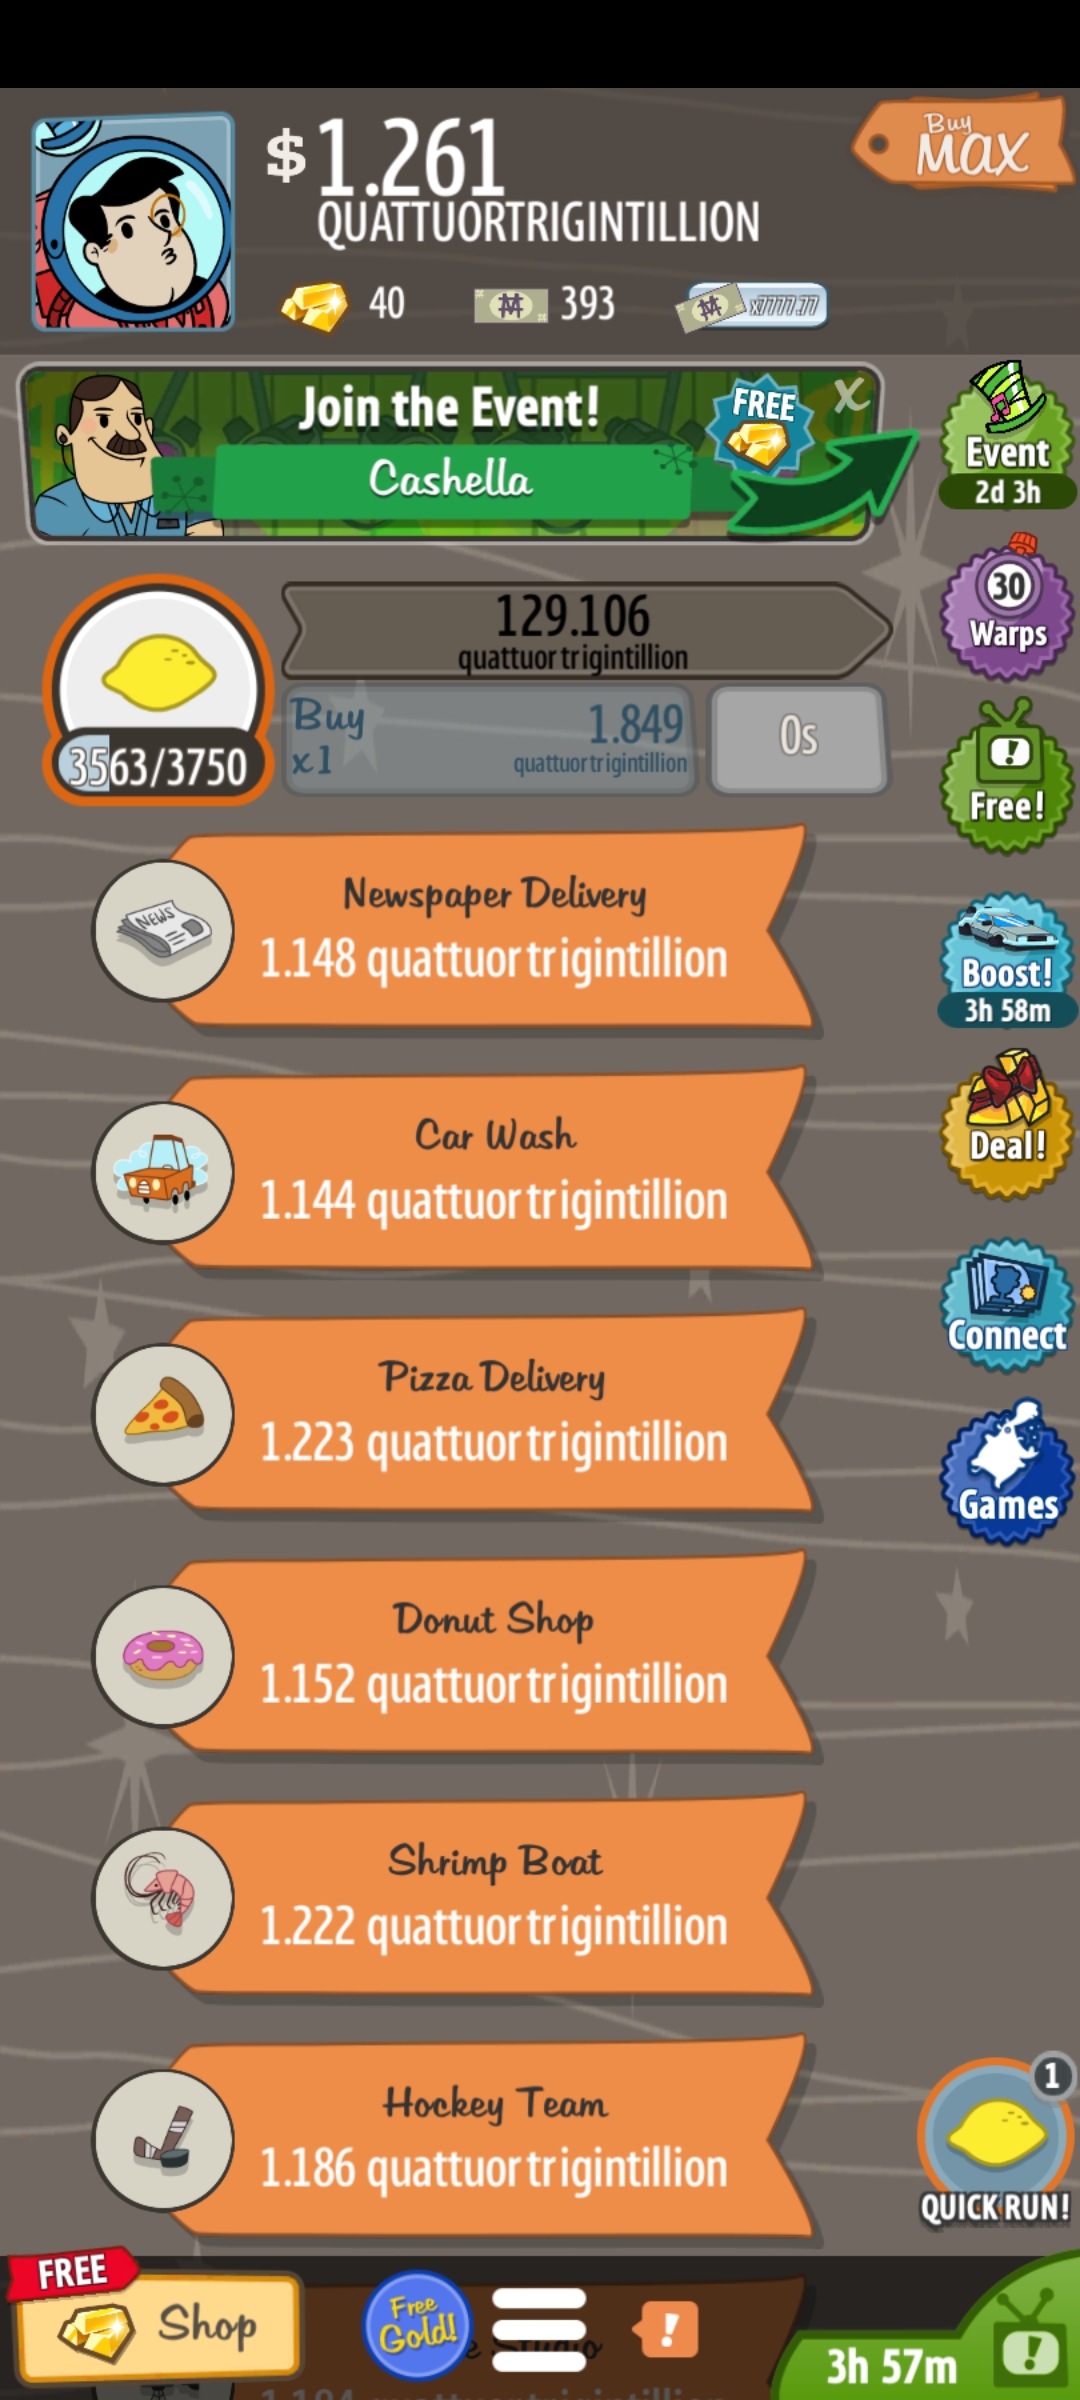 $1.261
QUATTUORTRIGINTILLION
Buy
MAX
40
393
x7777.77
Join the Event!
Cashella
FREE
X
Event
2d 3h
30
Warps
129.106
quattuortrigintillion
3563/3750
Buy
x1
1.849
quattuortrigintillion
0s
Free!
Newspaper Delivery
1.148 quattuortrigintillion
NEWS
Boost!
3h 58m
Car Wash
1.144 quattuortrigintillion
Deal!
Pizza Delivery
1.223 quattuortrigintillion
Connect
Games
Donut Shop
1.152 quattuortrigintillion
Shrimp Boat
1.222 quattuortrigintillion
Hockey Team
1.186 quattuortrigintillion
1
QUICK RUN!
FREE
Shop
Free
Gold!
3h 57m